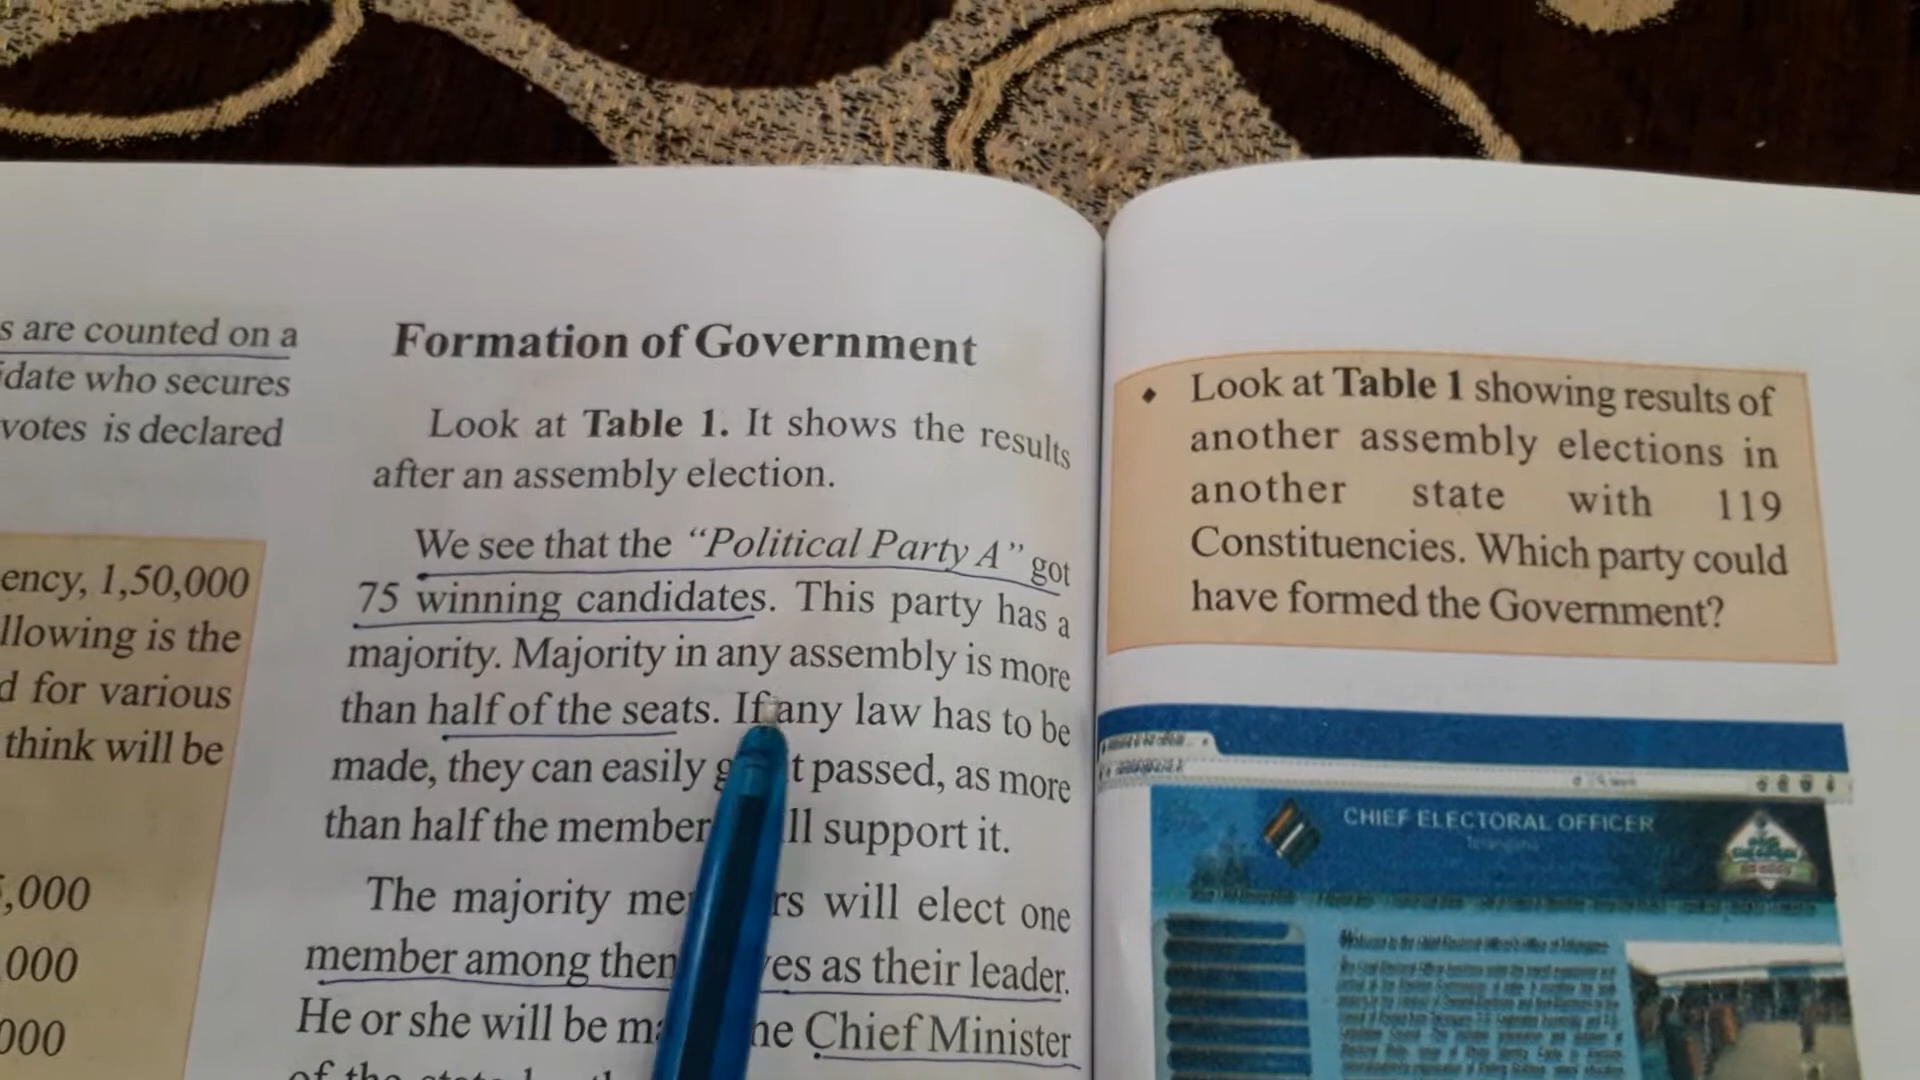 s are counted on a
idate who secures
votes is declared
ency, 1,50,000
llowing is the
d for various
think will be
,000
000
000
Formation of Government
Look at Table 1. It shows the results
after an assembly election.
We see that the "Political Party A" got
75 winning candidates. This party has a
majority. Majority in any assembly is more
than half of the seats. If any law has to be
made, they can easily g t passed, as more
than half the member ll support it.
The majority me rs will elect one
member among then ves as their leader.
He or she will be ma he Chief Minister
♦ Look at Table 1 showing results of
another assembly elections in
another state with 119
Constituencies. Which party could
have formed the Government?
CHIEF ELECTORAL OFFICER
Telangana